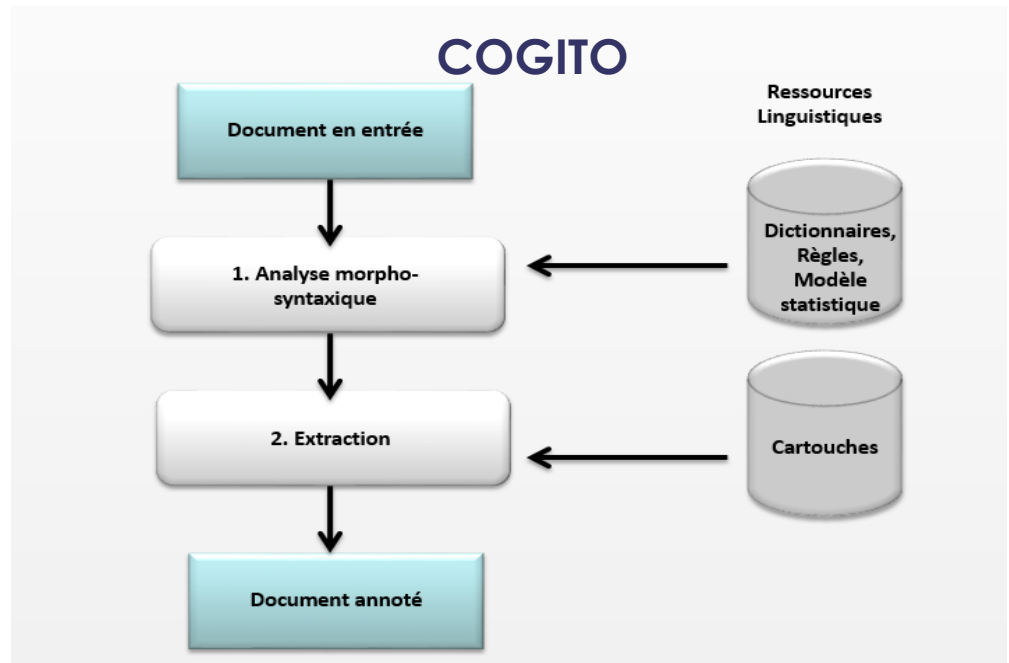 COGITO
Ressources
Linguistiques
Document en entrée
Dictionnaires,
Règles,
Modèle
statistique
1. Analyse morpho-
syntaxique
2. Extraction
Cartouches
Document annoté